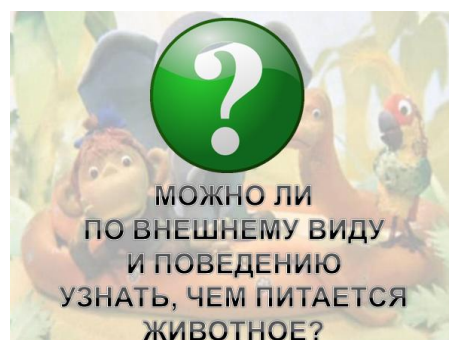 ?
МОЖНО ЛИ
ПО ВНЕШНЕМУ ВИДУ
И ПОВЕДЕНИЮ
УЗНАТЬ, ЧЕМ ПИТАЕТСЯ
ЖИВОТНОЕ?